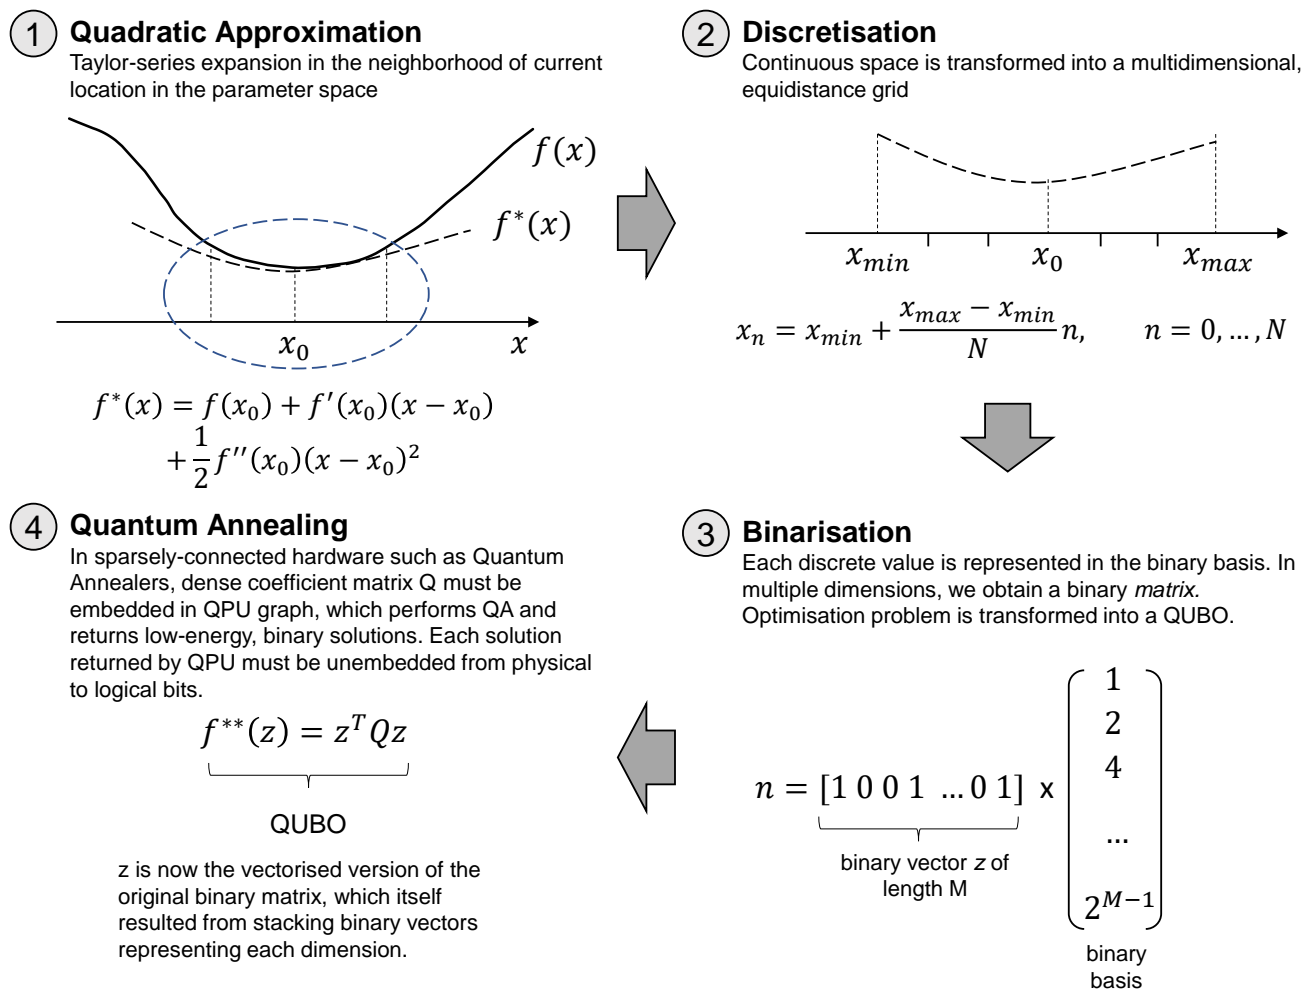 1 Quadratic Approximation
Taylor-series expansion in the neighborhood of current
location in the parameter space
f(x)
f*(x)
x₀
x
f*(x) = f(x₀) + f′(x₀)(x − x₀)
+ 1/2 f′′(x₀)(x − x₀)²
2 Discretisation
Continuous space is transformed into a multidimensional,
equidistance grid
x_min x₀ x_max
x_n = x_min + (x_max − x_min)/N n, n = 0, … , N
3 Binarisation
Each discrete value is represented in the binary basis. In
multiple dimensions, we obtain a binary matrix.
Optimisation problem is transformed into a QUBO.
n = [1 0 0 1 … 0 1] x
1
2
4
…
2^{M−1}
binary vector z of
length M
binary
basis
4 Quantum Annealing
In sparsely-connected hardware such as Quantum
Annealers, dense coefficient matrix Q must be
embedded in QPU graph, which performs QA and
returns low-energy, binary solutions. Each solution
returned by QPU must be unembedded from physical
to logical bits.
f**(z) = z^T Qz
QUBO
z is now the vectorised version of the
original binary matrix, which itself
resulted from stacking binary vectors
representing each dimension.